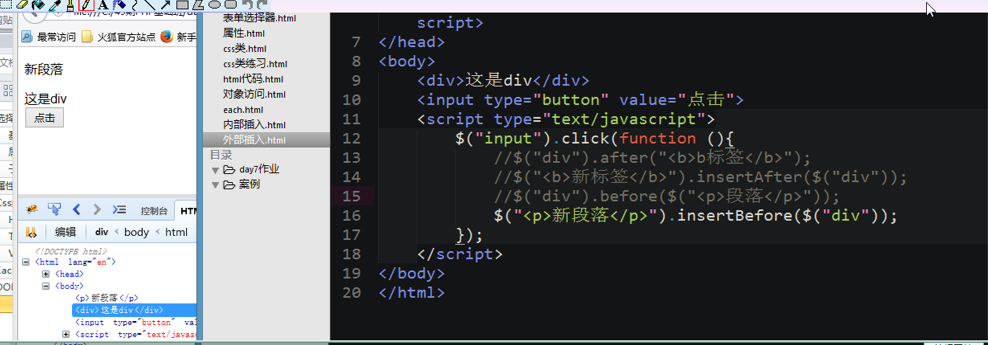 最常访问 火狐官方站点 新手
新段落
这是div
点击
控制台 HTM
编辑 div < body < html
<!DOCTYPE html>
<html lang="en">
<head>
<body>
<p>新段落</p>
<div>这是div</div>
<input type="button" val
<script type="text/javas
表单选择器.html
属性.html
css类.html
css类练习.html
html代码.html
对象访问.html
each.html
内部插入.html
外部插入.html
目录
day7作业
案例
script>
7 </head>
8 <body>
9 <div>这是div</div>
10 <input type="button" value="点击">
11 <script type="text/javascript">
12 $("input").click(function (){
13 //$("div").after("<b>b标签</b>");
14 //$("<b>新标签</b>").insertAfter($("div"));
15 //$("div").before($("<p>段落</p>"));
16 $("<p>新段落</p>").insertBefore($("div"));
17 });
18 </script>
19 </body>
20 </html>